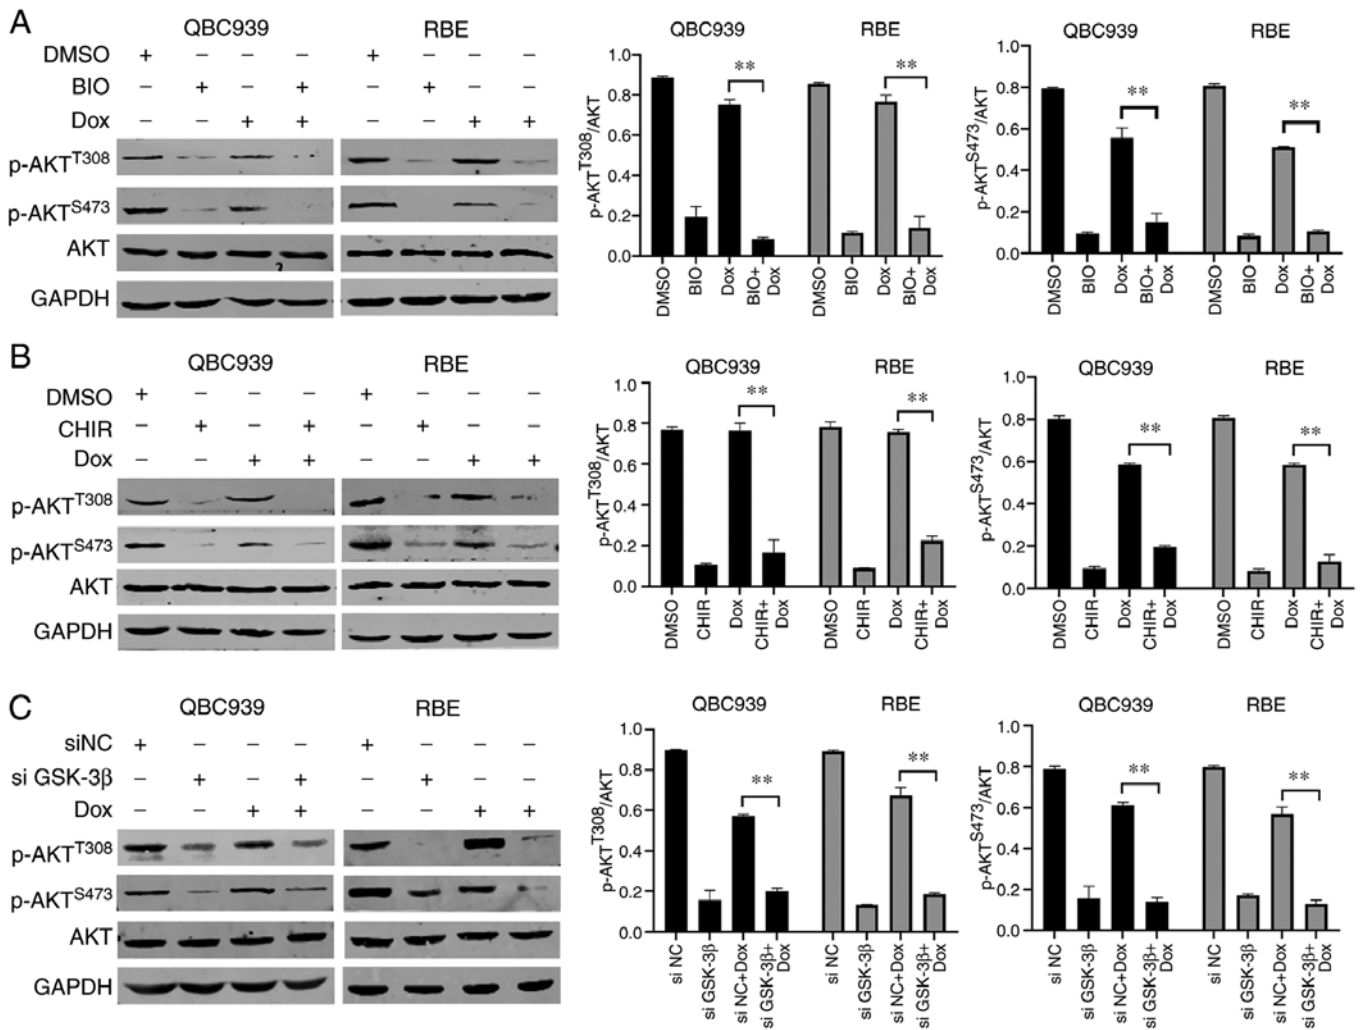 A
QBC939 RBE
DMSO + − − − + − − −
BIO − + − + − + − −
Dox − − + + − − + +
p-AKT^T308
p-AKT^S473
AKT
GAPDH
QBC939 RBE
p-AKT^T308/AKT
1.0
0.8
0.6
0.4
0.2
0.0
** **
DMSO BIO Dox BIO+ Dox DMSO BIO Dox BIO+ Dox
QBC939 RBE
p-AKT^S473/AKT
1.0
0.8
0.6
0.4
0.2
0.0
** **
DMSO BIO Dox BIO+ Dox DMSO BIO Dox BIO+ Dox
B
QBC939 RBE
DMSO + − − − + − − −
CHIR − + − + − + − −
Dox − − + + − − + +
p-AKT^T308
p-AKT^S473
AKT
GAPDH
QBC939 RBE
p-AKT^T308/AKT
1.0
0.8
0.6
0.4
0.2
0.0
** **
DMSO CHIR Dox CHIR+ Dox DMSO CHIR Dox CHIR+ Dox
QBC939 RBE
p-AKT^S473/AKT
1.0
0.8
0.6
0.4
0.2
0.0
** **
DMSO CHIR Dox CHIR+ Dox DMSO CHIR Dox CHIR+ Dox
C
QBC939 RBE
siNC + − − − + − − −
si GSK-3β − + − + − + − −
Dox − − + + − − + +
p-AKT^T308
p-AKT^S473
AKT
GAPDH
QBC939 RBE
p-AKT^T308/AKT
1.0
0.8
0.6
0.4
0.2
0.0
** **
si NC si GSK-3β si NC+Dox si GSK-3β+ Dox si NC si GSK-3β si NC+Dox si GSK-3β+ Dox
QBC939 RBE
p-AKT^S473/AKT
1.0
0.8
0.6
0.4
0.2
0.0
** **
si NC si GSK-3β si NC+Dox si GSK-3β+ Dox si NC si GSK-3β si NC+Dox si GSK-3β+ Dox